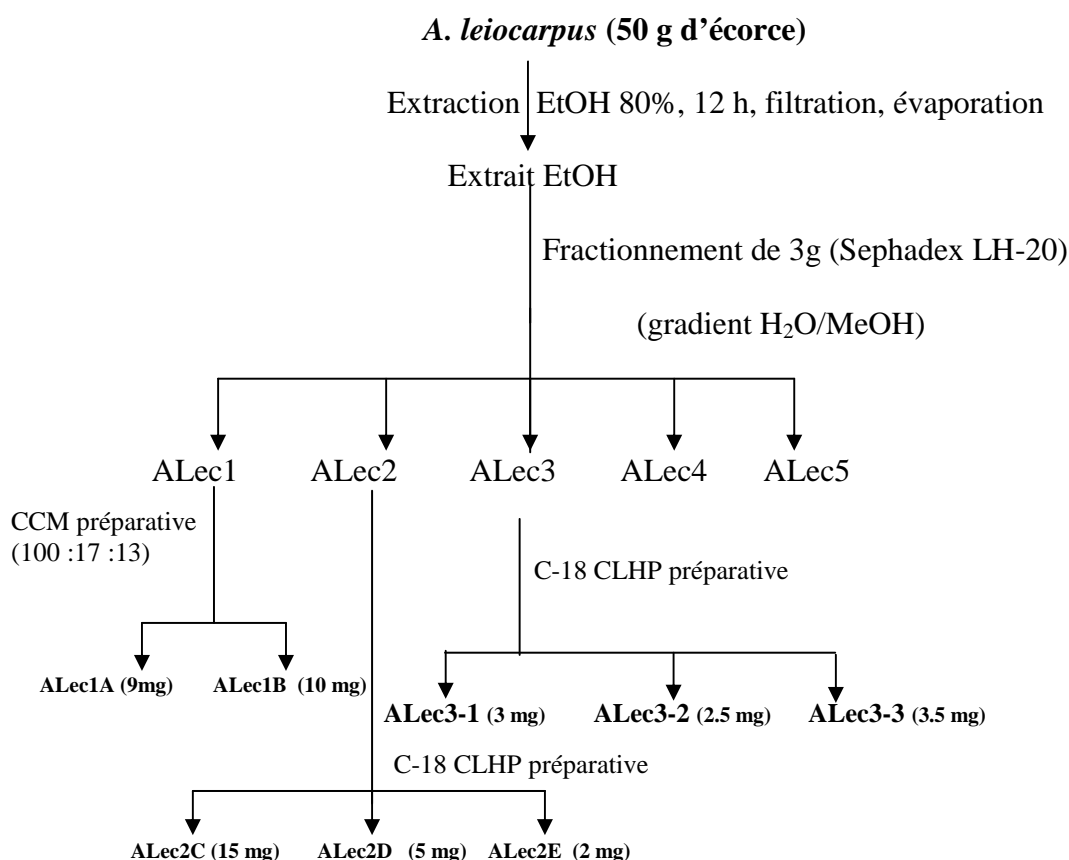 A. leiocarpus (50 g d'écorce)
Extraction EtOH 80%, 12 h, filtration, évaporation
Extrait EtOH
Fractionnement de 3g (Sephadex LH-20)
(gradient H₂O/MeOH)
ALec1 ALec2 ALec3 ALec4 ALec5
CCM préparative
(100 :17 :13)
C-18 CLHP préparative
ALec1A (9mg) ALec1B (10 mg)
ALec3-1 (3 mg) ALec3-2 (2.5 mg) ALec3-3 (3.5 mg)
C-18 CLHP préparative
ALec2C (15 mg) ALec2D (5 mg) ALec2E (2 mg)